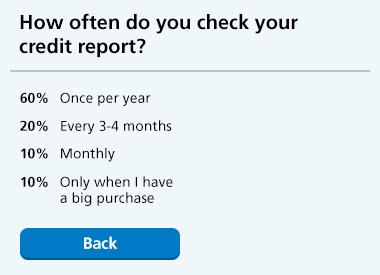 How often do you check your
credit report?
60% Once per year
20% Every 3-4 months
10% Monthly
10% Only when I have
a big purchase
Back